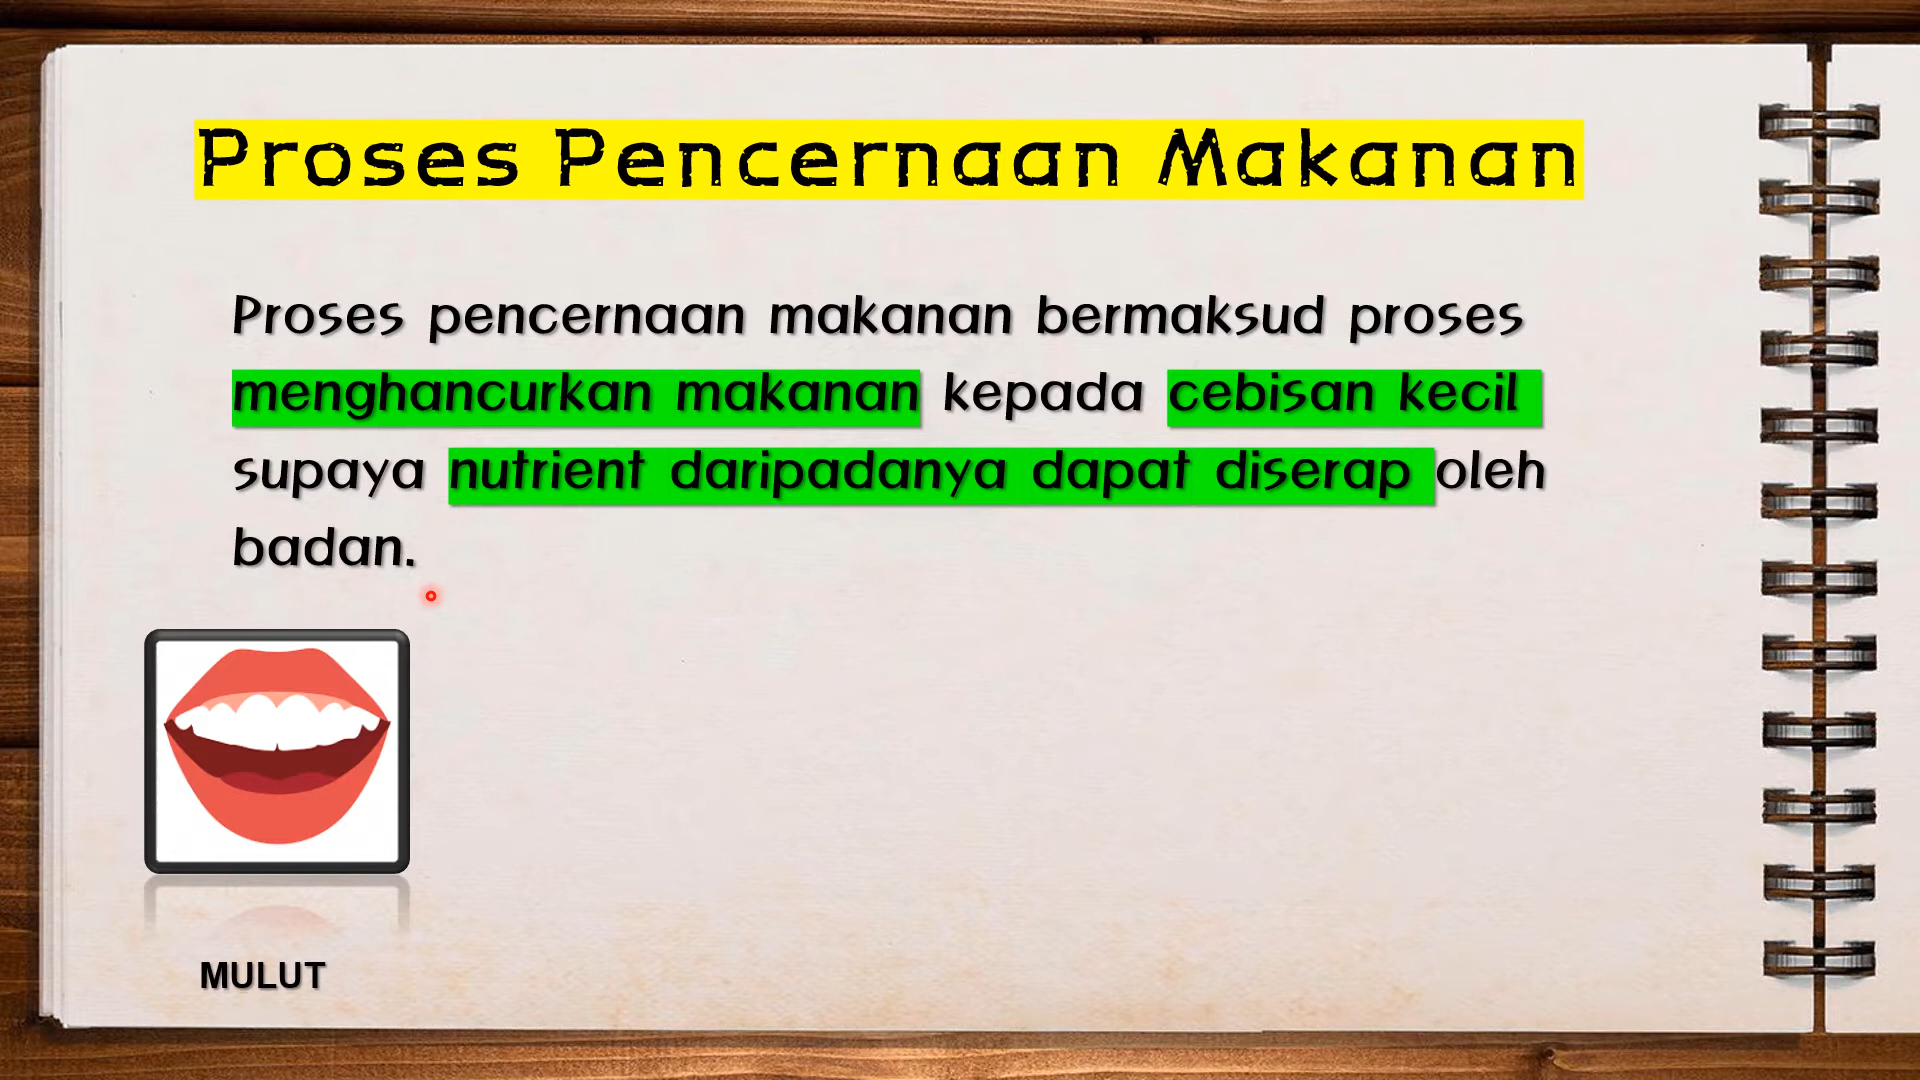 Proses Pencernaan Makanan
Proses pencernaan makanan bermaksud proses
menghancurkan makanan kepada cebisan kecil
supaya nutrient daripadanya dapat diserap oleh
badan.
MULUT